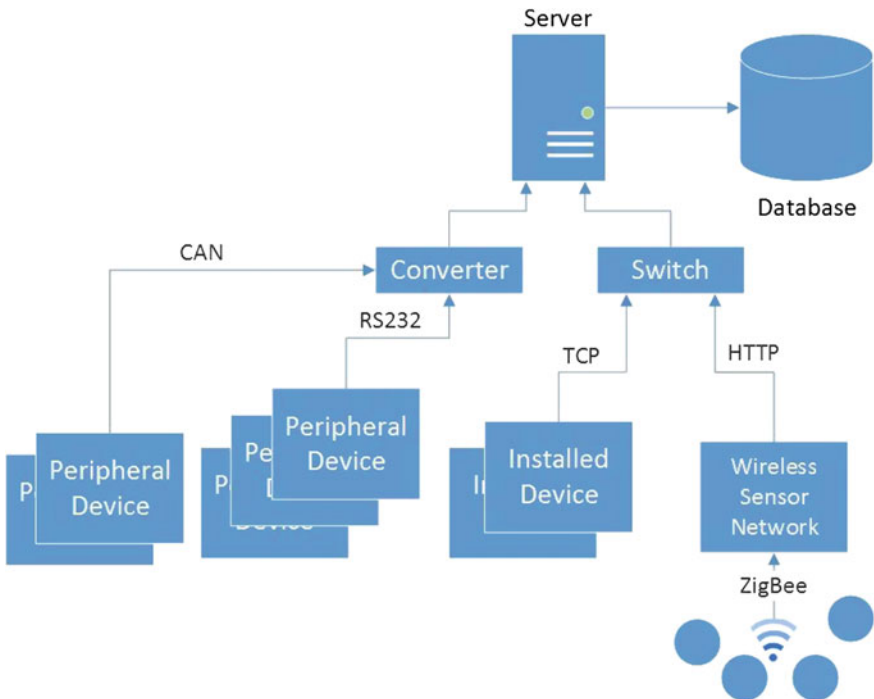 Server
Database
CAN
Converter
Switch
RS232
TCP
HTTP
Peripheral
Device
Peripheral
Device
Installed
Device
Wireless
Sensor
Network
ZigBee